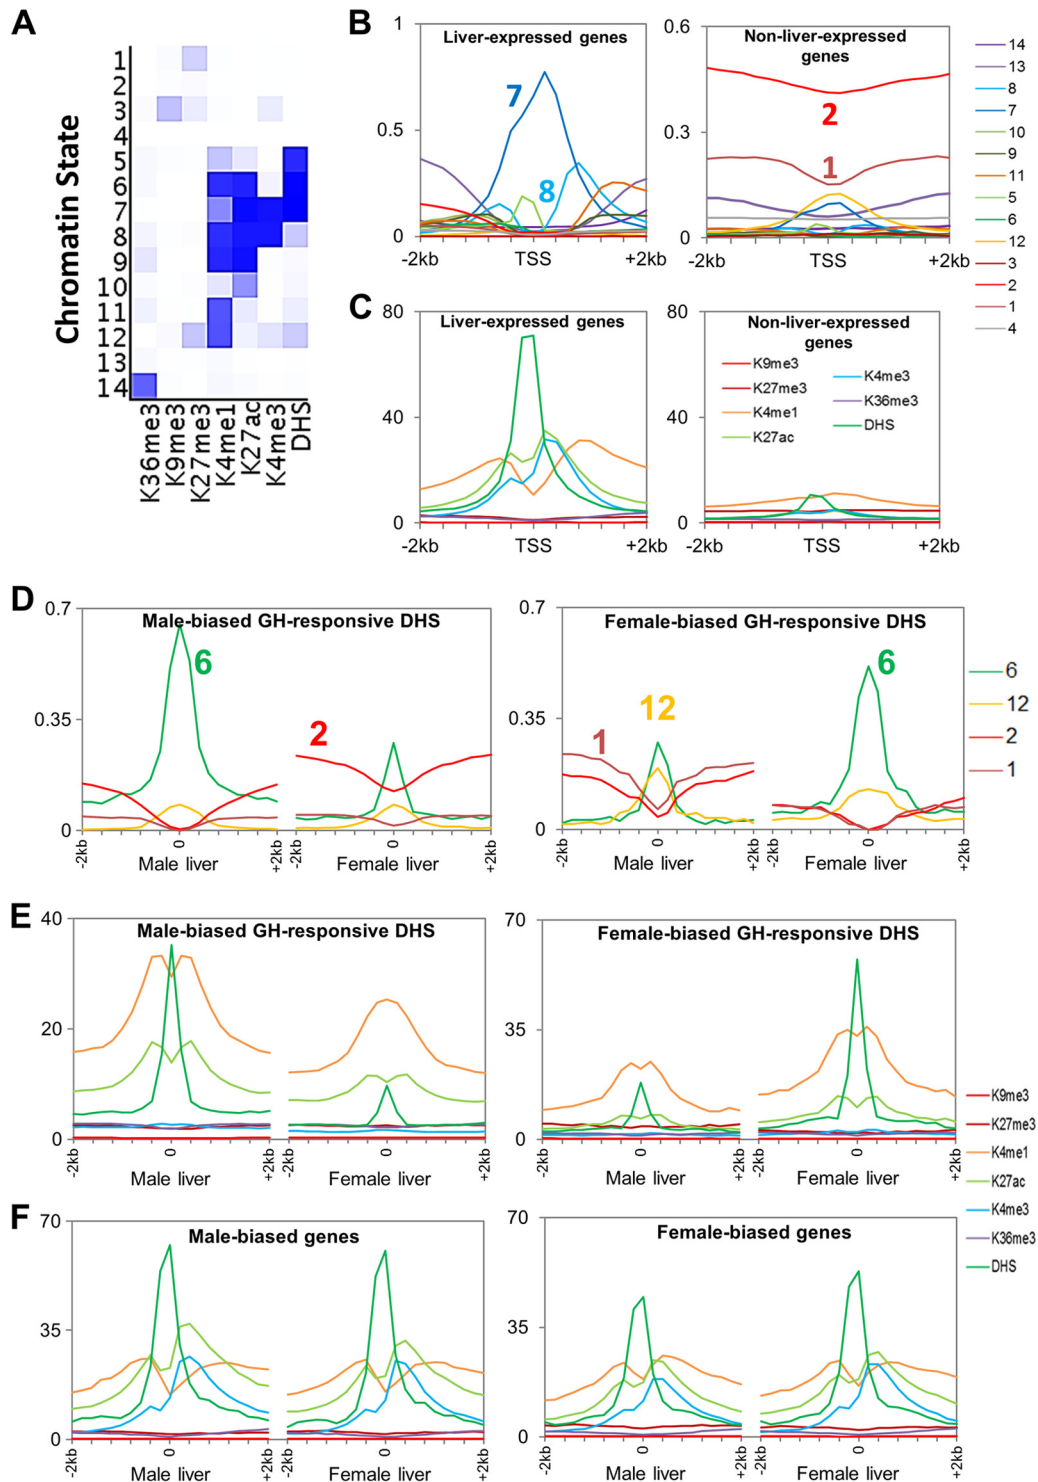 A
Chromatin State
1
2
3
4
5
6
7
8
9
10
11
12
13
14
K36me3
K9me3
K27me3
K4me1
K27ac
K4me3
DHS
B
Liver-expressed genes
1
0.5
0
7
8
-2kb
TSS
+2kb
Non-liver-expressed
genes
0.6
0.3
0
2
1
-2kb
TSS
+2kb
14
13
8
7
10
9
11
5
6
12
3
2
1
4
C
Liver-expressed genes
80
40
0
-2kb
TSS
+2kb
Non-liver-expressed
genes
80
40
0
K9me3
K27me3
K4me1
K27ac
K4me3
K36me3
DHS
-2kb
TSS
+2kb
D
Male-biased GH-responsive DHS
0.7
0.35
0
6
2
-2kb
0
+2kb
Male liver
-2kb
0
+2kb
Female liver
Female-biased GH-responsive DHS
0.7
0.35
0
1
12
6
-2kb
0
+2kb
Male liver
-2kb
0
+2kb
Female liver
6
12
2
1
E
Male-biased GH-responsive DHS
40
20
0
-2kb
0
+2kb
Male liver
-2kb
0
+2kb
Female liver
Female-biased GH-responsive DHS
70
35
0
-2kb
0
+2kb
Male liver
-2kb
0
+2kb
Female liver
K9me3
K27me3
K4me1
K27ac
K4me3
K36me3
DHS
F
Male-biased genes
70
35
0
-2kb
0
+2kb
Male liver
-2kb
0
+2kb
Female liver
Female-biased genes
70
35
0
-2kb
0
+2kb
Male liver
-2kb
0
+2kb
Female liver